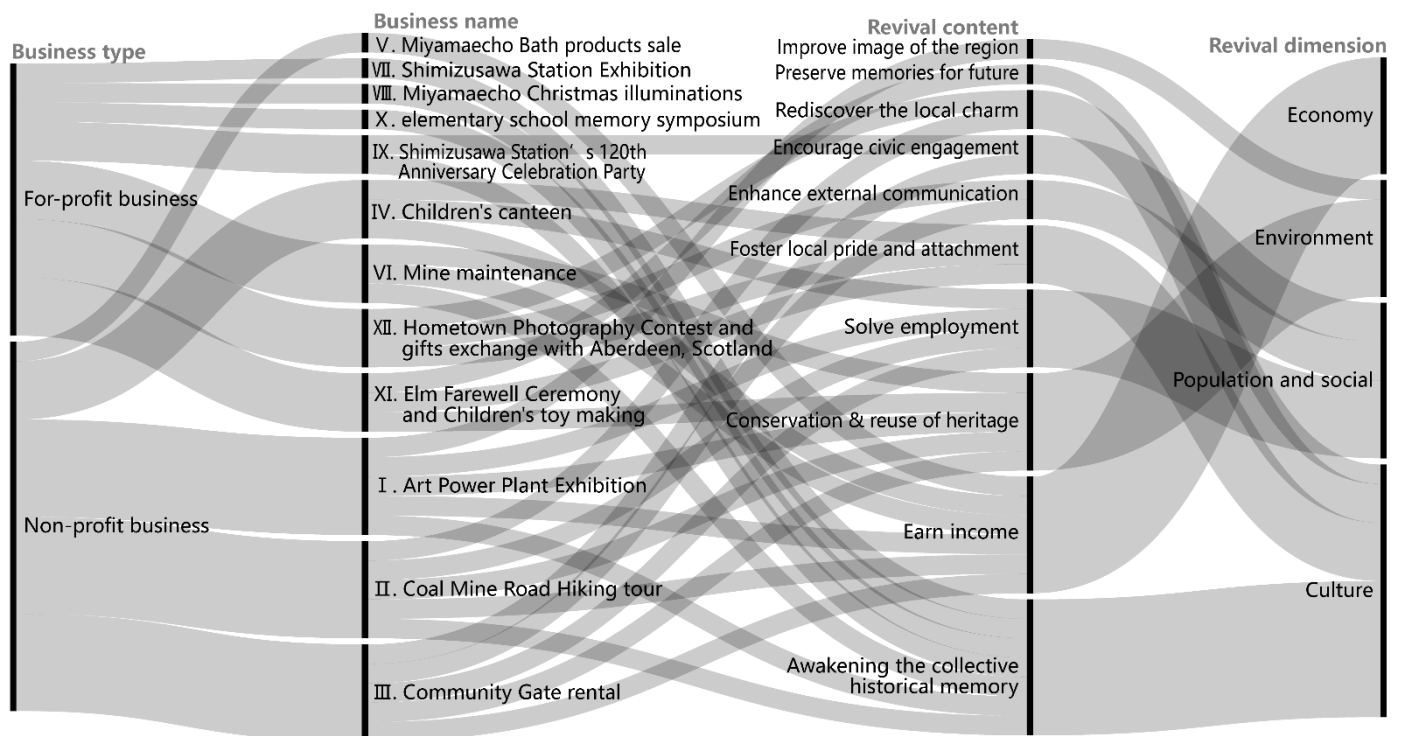 Business type
For-profit business
Non-profit business
Business name
Ⅴ. Miyamaecho Bath products sale
Ⅶ. Shimizusawa Station Exhibition
Ⅷ. Miyamaecho Christmas illuminations
Ⅹ. elementary school memory symposium
Ⅸ. Shimizusawa Station’s 120th
Anniversary Celebration Party
Ⅳ. Children's canteen
Ⅵ. Mine maintenance
Ⅻ. Hometown Photography Contest and
gifts exchange with Aberdeen, Scotland
Ⅺ. Elm Farewell Ceremony
and Children's toy making
Ⅰ. Art Power Plant Exhibition
Ⅱ. Coal Mine Road Hiking tour
Ⅲ. Community Gate rental
Revival content
Improve image of the region
Preserve memories for future
Rediscover the local charm
Encourage civic engagement
Enhance external communication
Foster local pride and attachment
Solve employment
Conservation & reuse of heritage
Earn income
Awakening the collective
historical memory
Revival dimension
Economy
Environment
Population and social
Culture